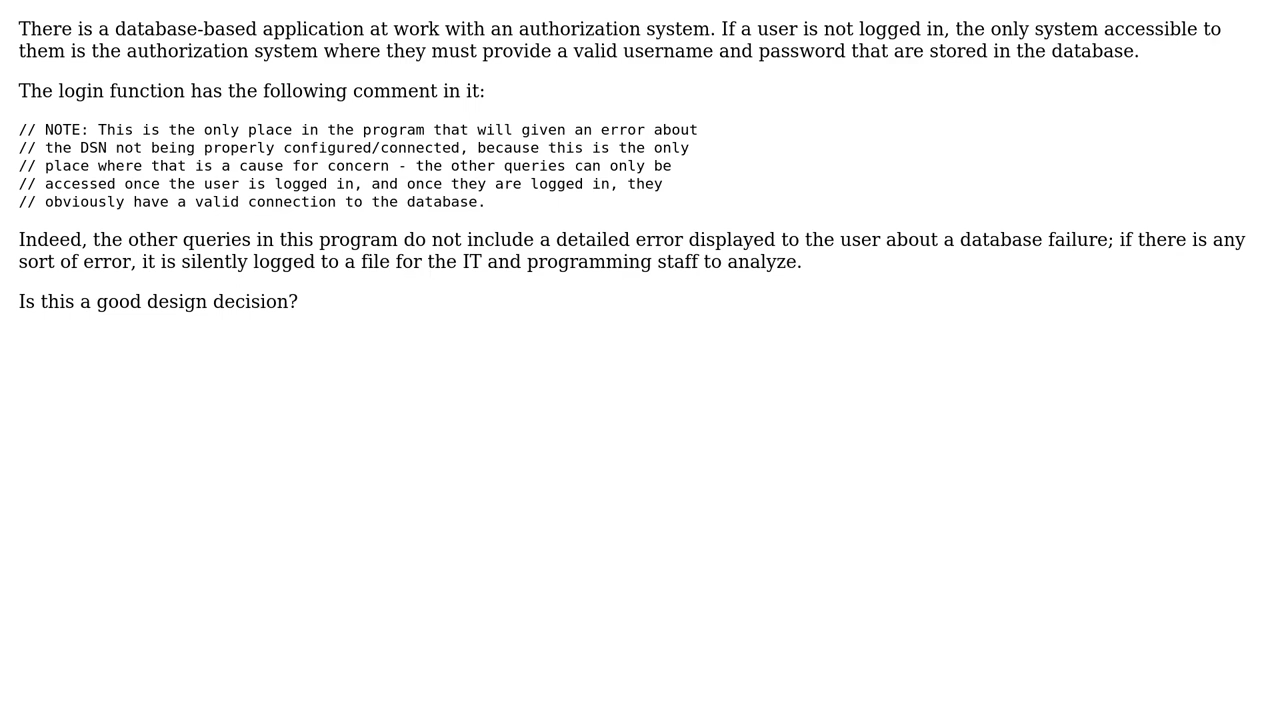 There is a database-based application at work with an authorization system. If a user is not logged in, the only system accessible to
them is the authorization system where they must provide a valid username and password that are stored in the database.
The login function has the following comment in it:
// NOTE: This is the only place in the program that will given an error about
// the DSN not being properly configured/connected, because this is the only
// place where that is a cause for concern - the other queries can only be
// accessed once the user is logged in, and once they are logged in, they
// obviously have a valid connection to the database.
Indeed, the other queries in this program do not include a detailed error displayed to the user about a database failure; if there is any
sort of error, it is silently logged to a file for the IT and programming staff to analyze.
Is this a good design decision?